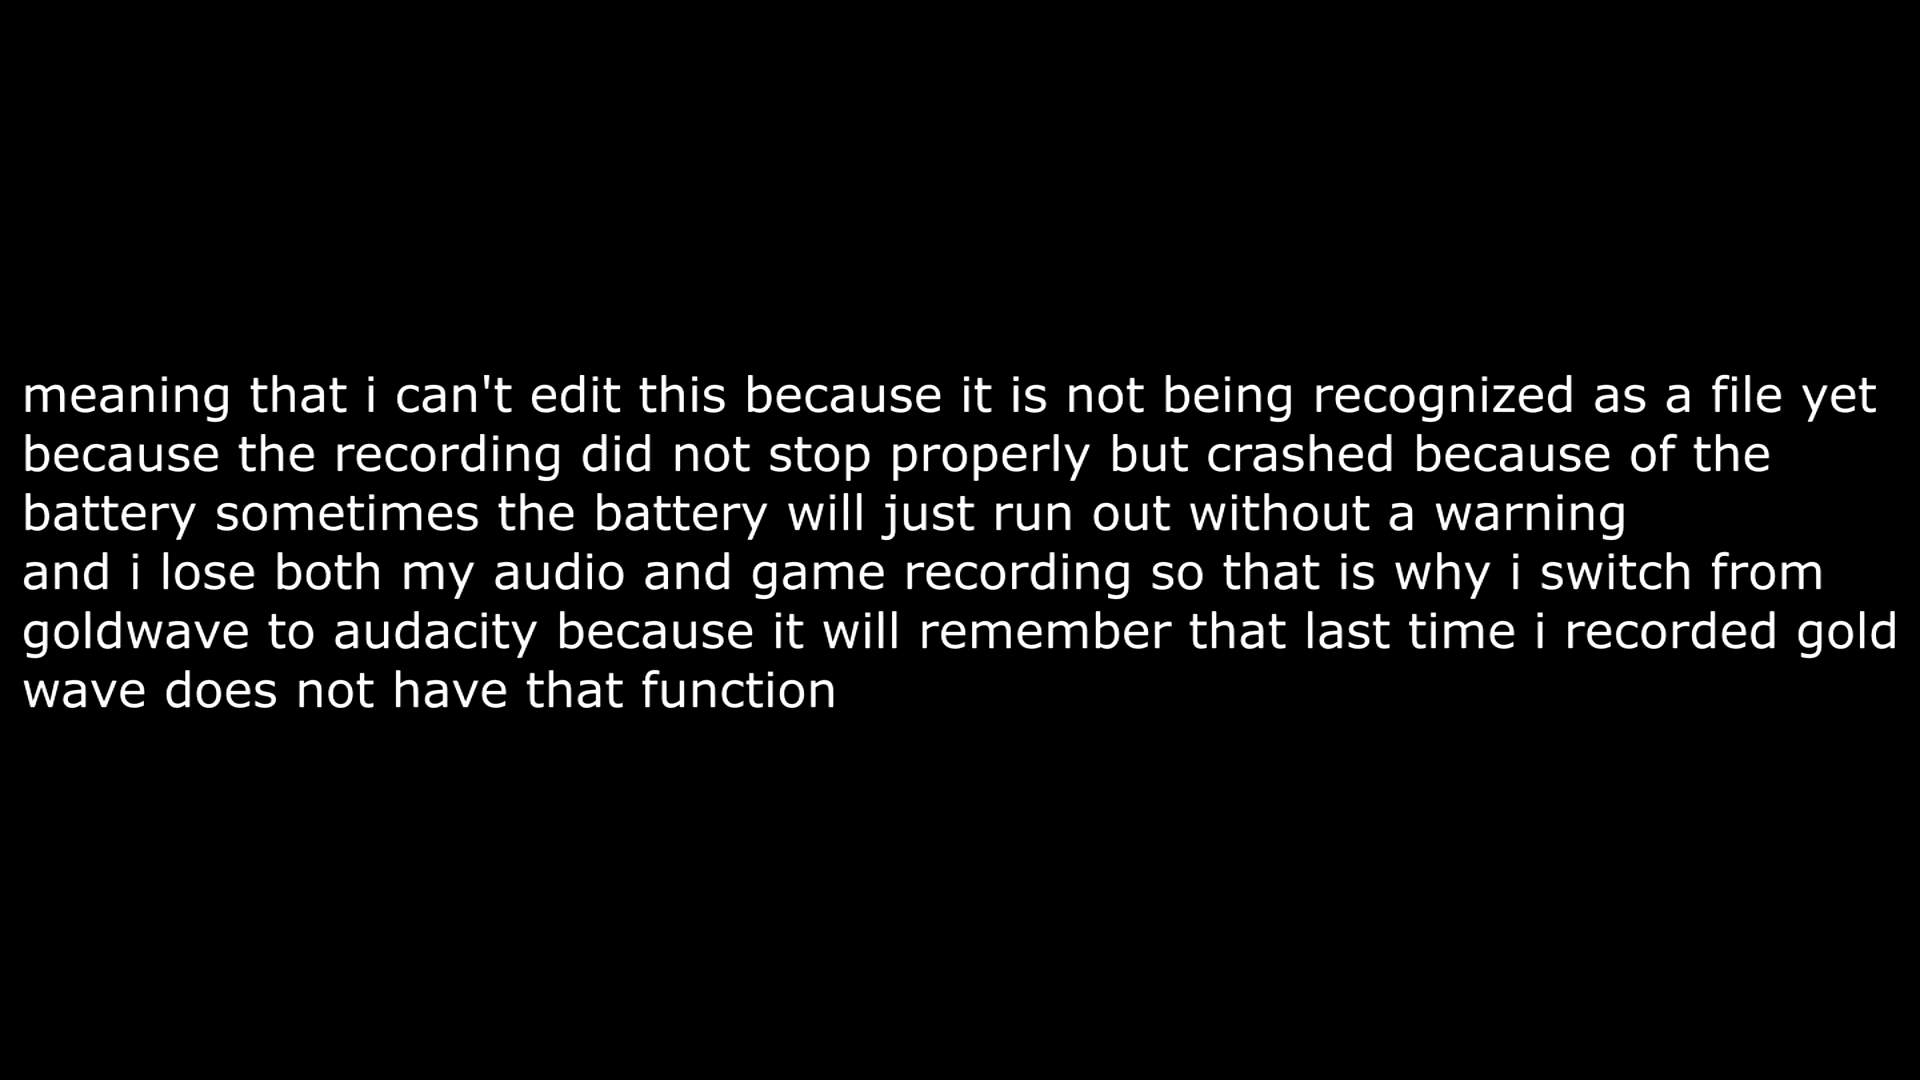 meaning that i can't edit this because it is not being recognized as a file yet
because the recording did not stop properly but crashed because of the
battery sometimes the battery will just run out without a warning
and i lose both my audio and game recording so that is why i switch from
goldwave to audacity because it will remember that last time i recorded gold
wave does not have that function